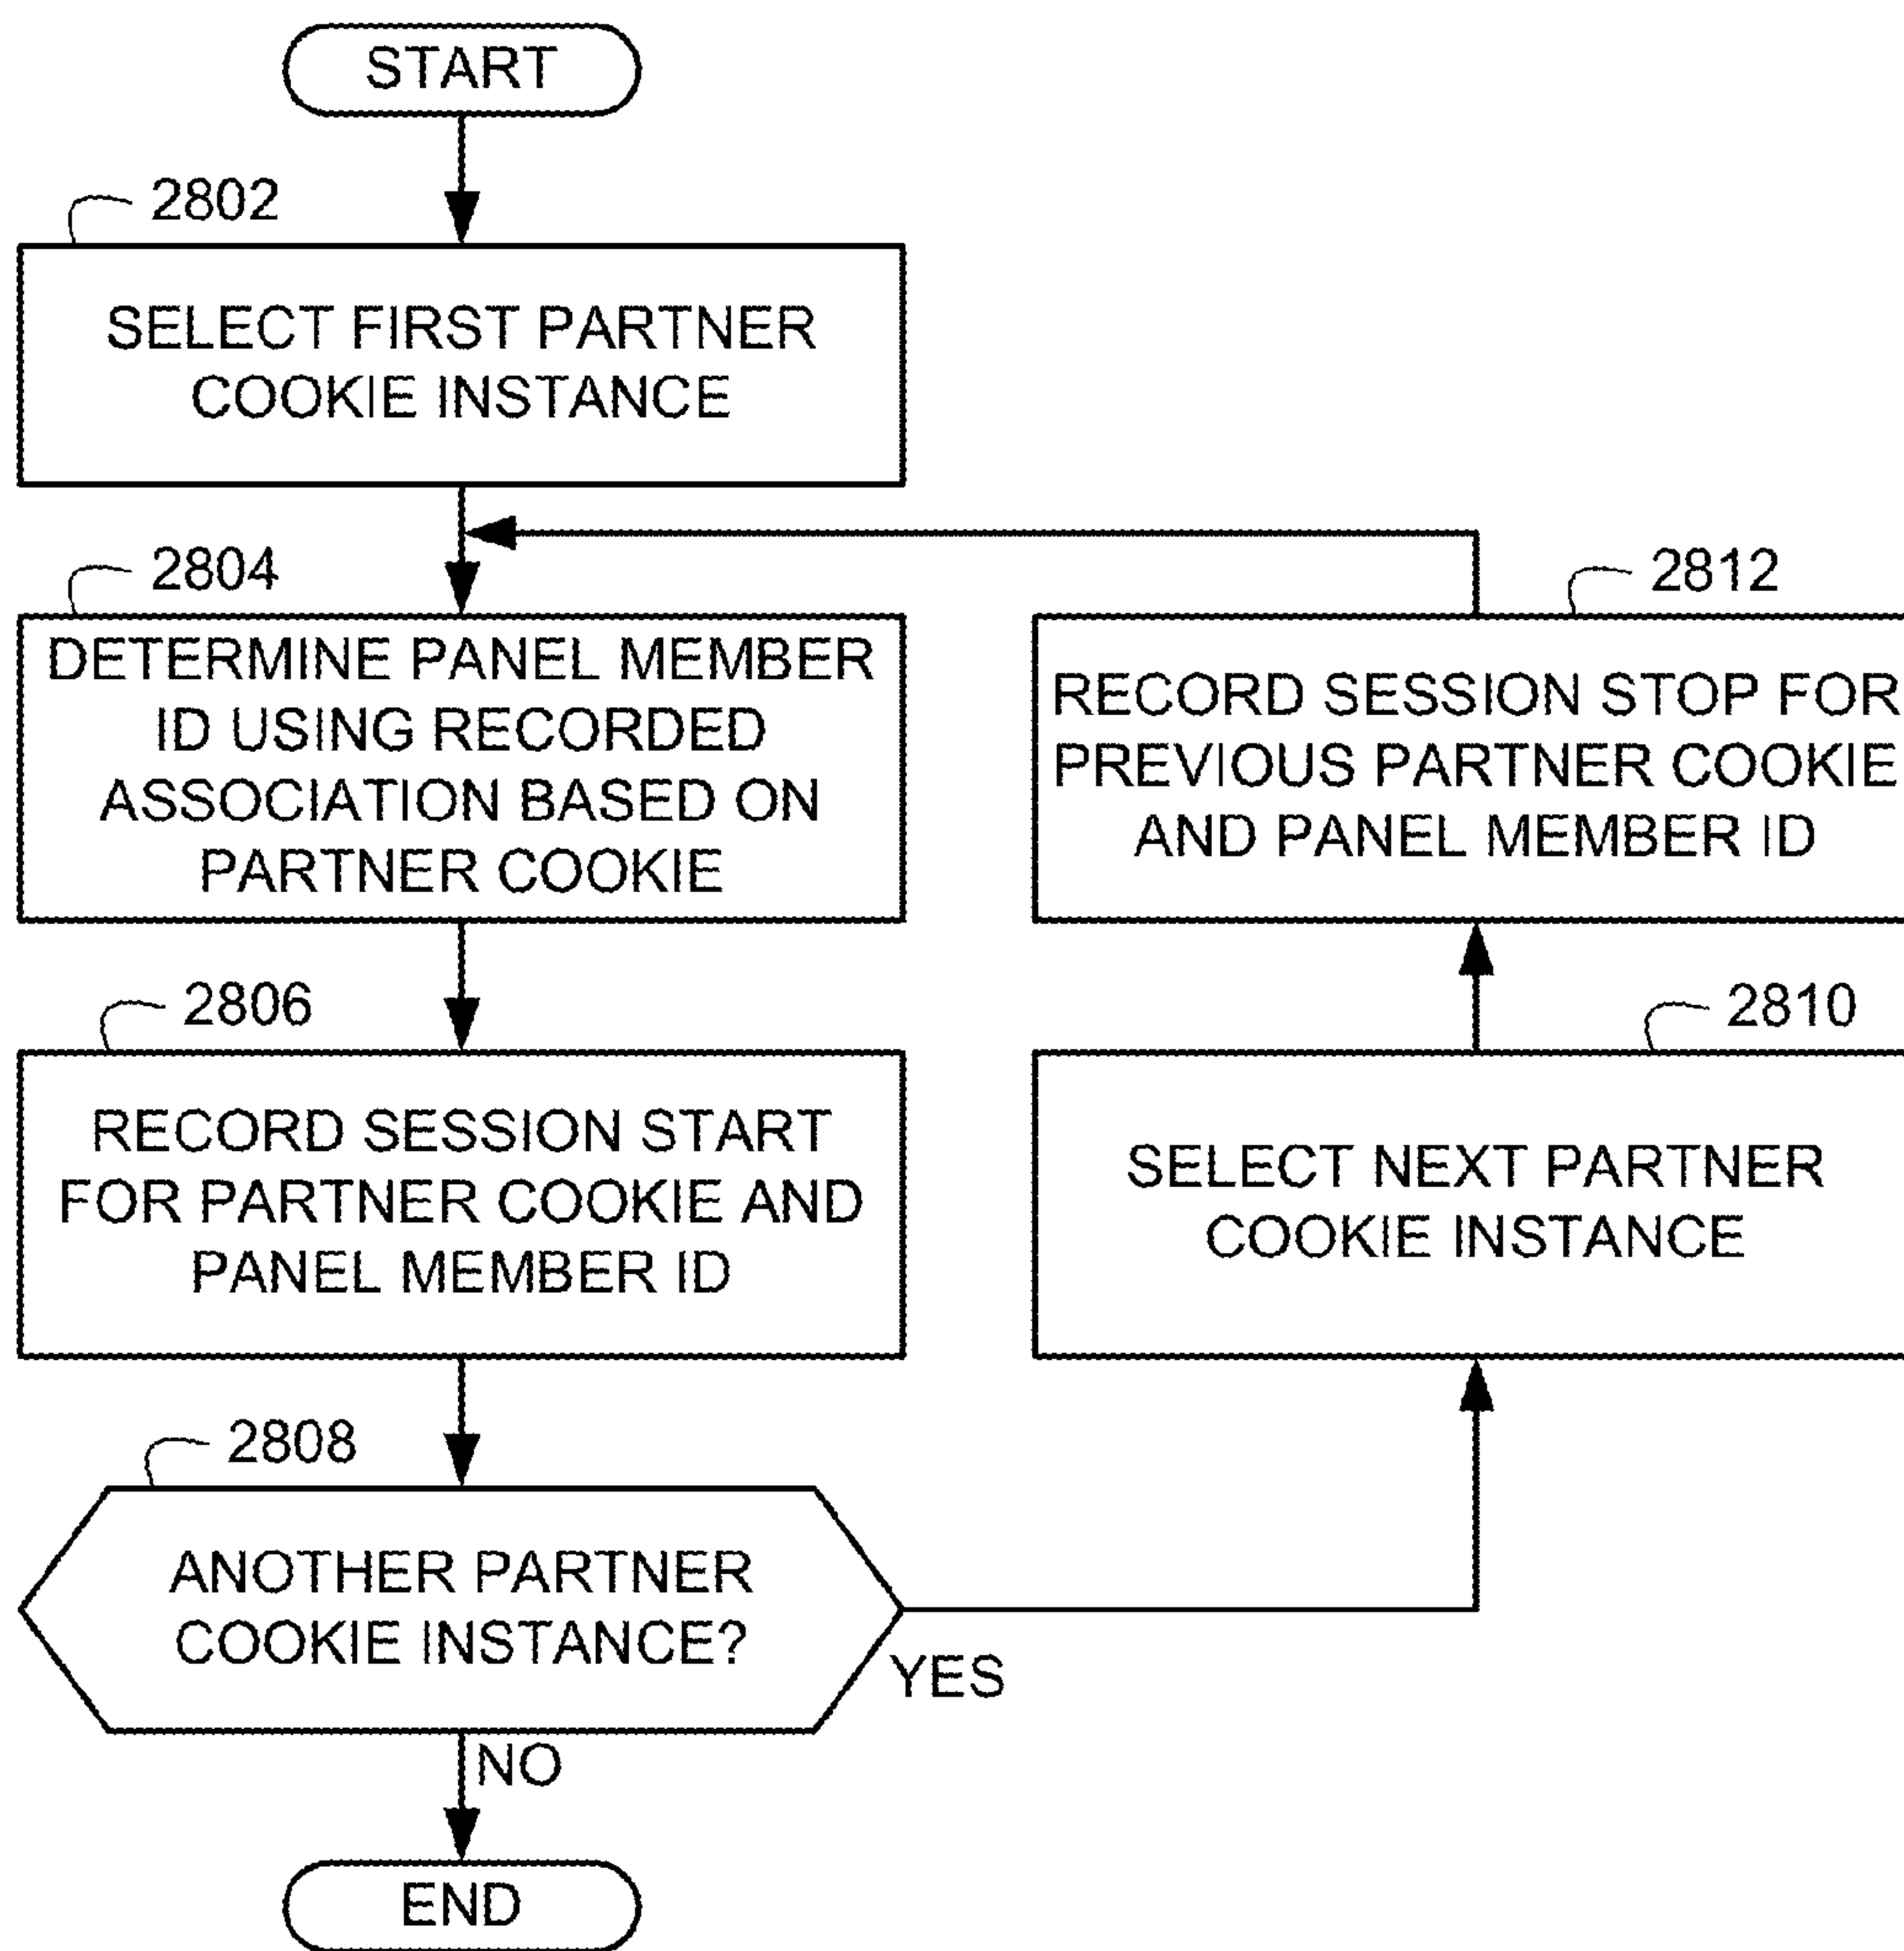 START
2802
SELECT FIRST PARTNER
COOKIE INSTANCE
2804
DETERMINE PANEL MEMBER
ID USING RECORDED
ASSOCIATION BASED ON
PARTNER COOKIE
2806
RECORD SESSION START
FOR PARTNER COOKIE AND
PANEL MEMBER ID
2808
ANOTHER PARTNER
COOKIE INSTANCE?
YES
NO
END
2810
SELECT NEXT PARTNER
COOKIE INSTANCE
2812
RECORD SESSION STOP FOR
PREVIOUS PARTNER COOKIE
AND PANEL MEMBER ID